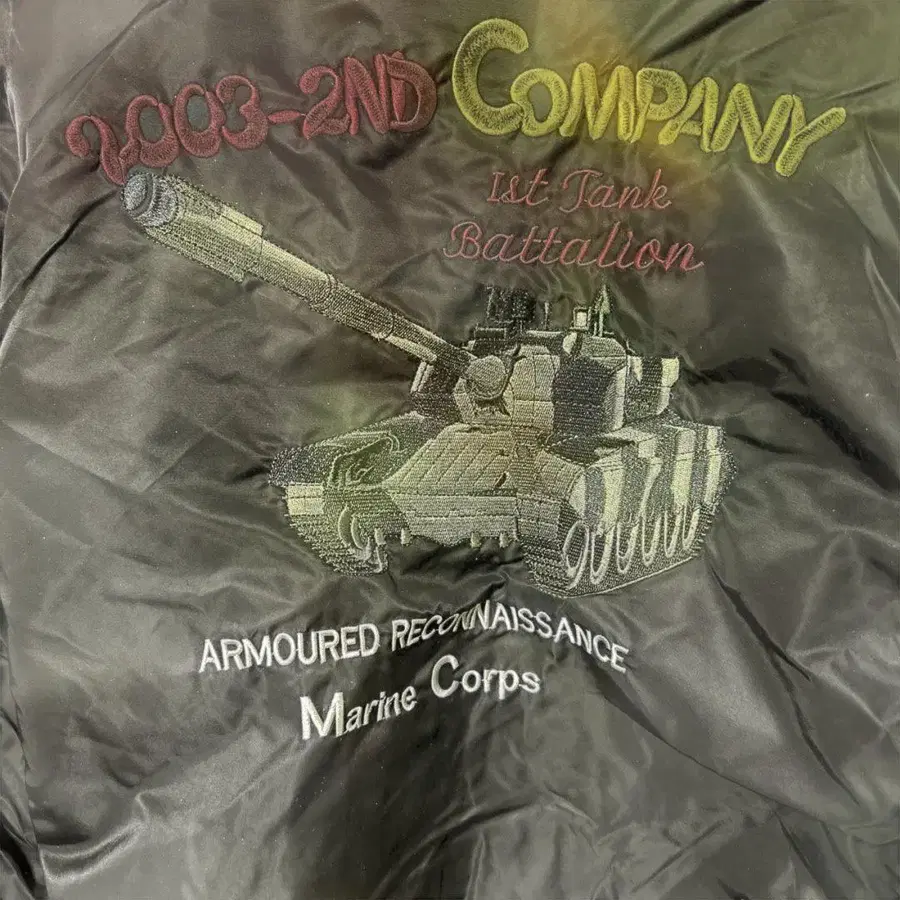 2003-2ND COMPANY
1st Tank
Battalion
ARMOURED RECONNAISSANCE
Marine Corps